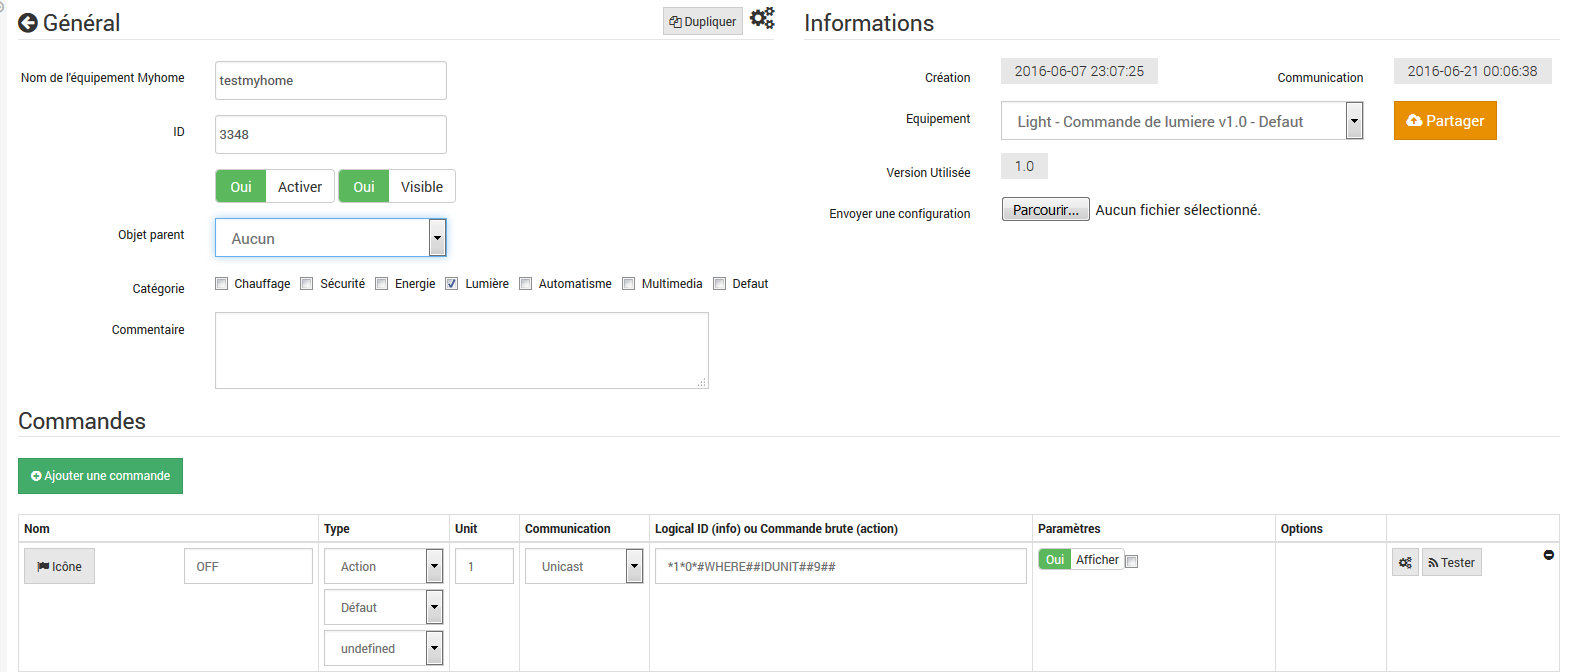 Général
Dupliquer
Informations
Nom de l'équipement Myhome
testmyhome
Création
2016-06-07 23:07:25
Communication
2016-06-21 00:06:38
ID
3348
Equipement
Light - Commande de lumiere v1.0 - Defaut
Partager
Oui Activer
Oui Visible
Version Utilisée
1.0
Envoyer une configuration
Parcourir... Aucun fichier sélectionné.
Objet parent
Aucun
Catégorie
Chauffage Sécurité Energie Lumière Automatisme Multimedia Defaut
Commentaire
Commandes
Ajouter une commande
Nom Type Unit Communication Logical ID (info) ou Commande brute (action) Paramètres Options
Icône OFF Action 1 Unicast *1*0*#WHERE##IDUNIT##9## Oui Afficher Tester
Défaut
undefined